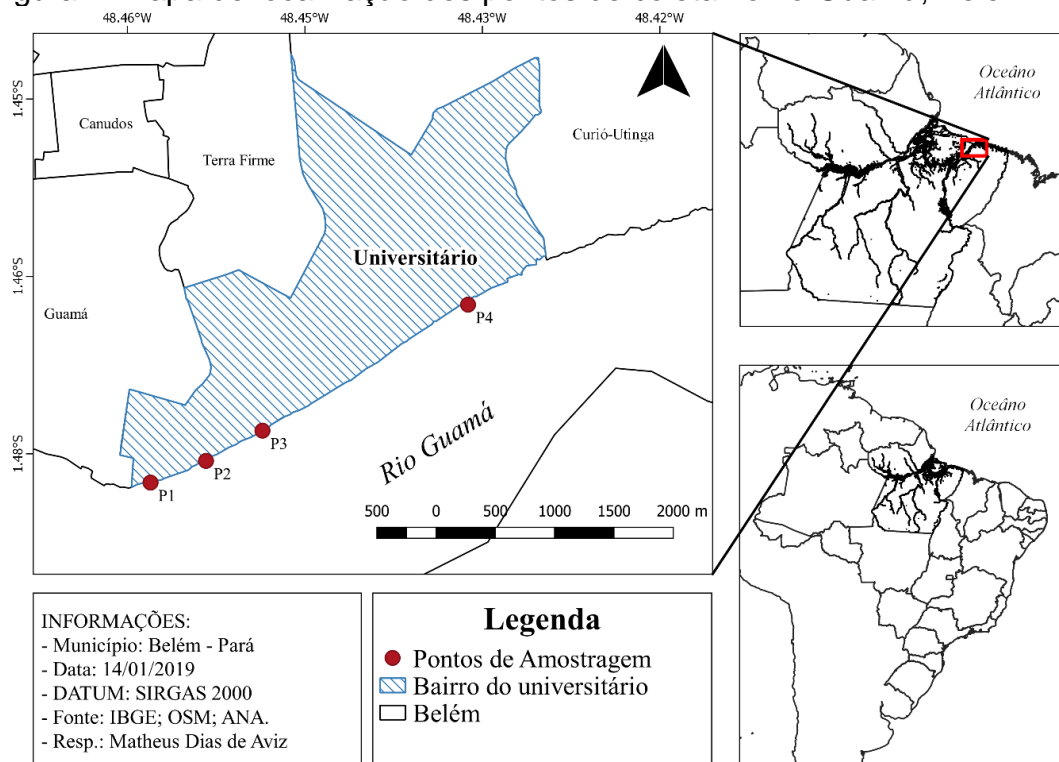 48.46°W 48.45°W 48.43°W 48.42°W
1.45°S
1.46°S
1.48°S
Canudos
Terra Firme
Curió-Utinga
Universitário
Guamá
P4
P3
P2
P1
Rio Guamá
500 0 500 1000 1500 2000 m
Oceâno
Atlântico
Oceâno
Atlântico
INFORMAÇÕES:
- Município: Belém - Pará
- Data: 14/01/2019
- DATUM: SIRGAS 2000
- Fonte: IBGE; OSM; ANA.
- Resp.: Matheus Dias de Aviz
Legenda
Pontos de Amostragem
Bairro do universitário
Belém